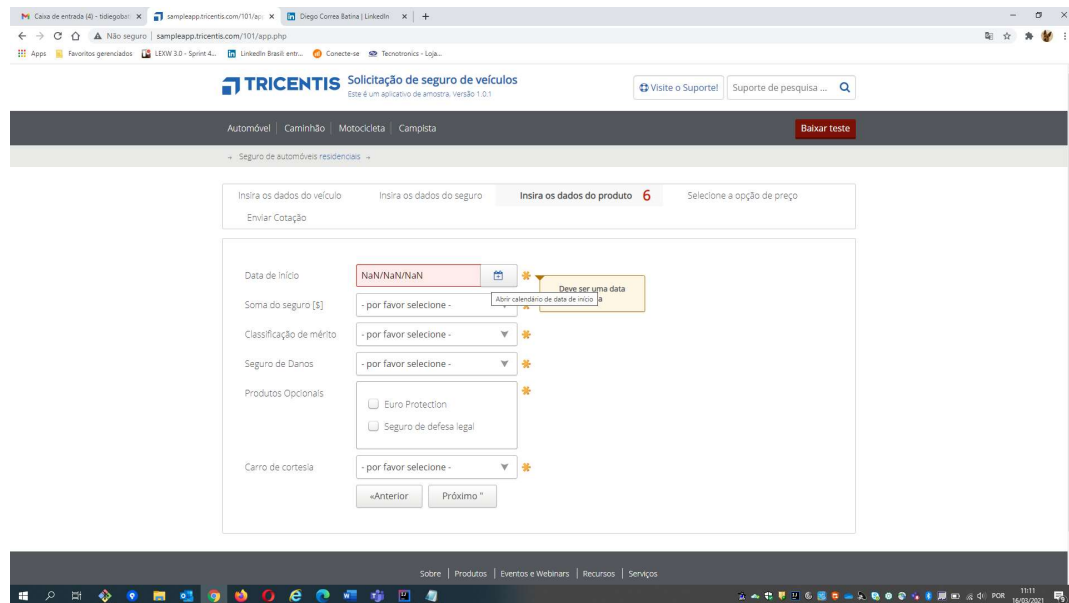 Caixa de entrada (4) - tidiegobat
sampleapp.tricentis.com/101/ap
Diego Correa Batina | LinkedIn
Não seguro | sampleapp.tricentis.com/101/app.php
Apps
Favoritos gerenciados
LEXW 3.0 - Sprint 4...
LinkedIn Brasil: entr...
Conecte-se
Tecnotronics - Loja...
TRICENTIS
Solicitação de seguro de veículos
Este é um aplicativo de amostra. Versão 1.0.1
Visite o Suporte!
Suporte de pesquisa ...
Automóvel | Caminhão | Motocicleta | Campista
Baixar teste
Seguro de automóveis residenciais
Insira os dados do veículo
Insira os dados do seguro
Insira os dados do produto 6
Selecione a opção de preço
Enviar Cotação
Data de início
NaN/NaN/NaN
Deve ser uma data
Abrir calendário de data de início
a
Soma do seguro [$]
- por favor selecione -
Classificação de mérito
- por favor selecione -
Seguro de Danos
- por favor selecione -
Produtos Opcionais
Euro Protection
Seguro de defesa legal
Carro de cortesia
- por favor selecione -
«Anterior
Próximo "
Sobre | Produtos | Eventos e Webinars | Recursos | Serviços
POR
11:11
16/03/2021